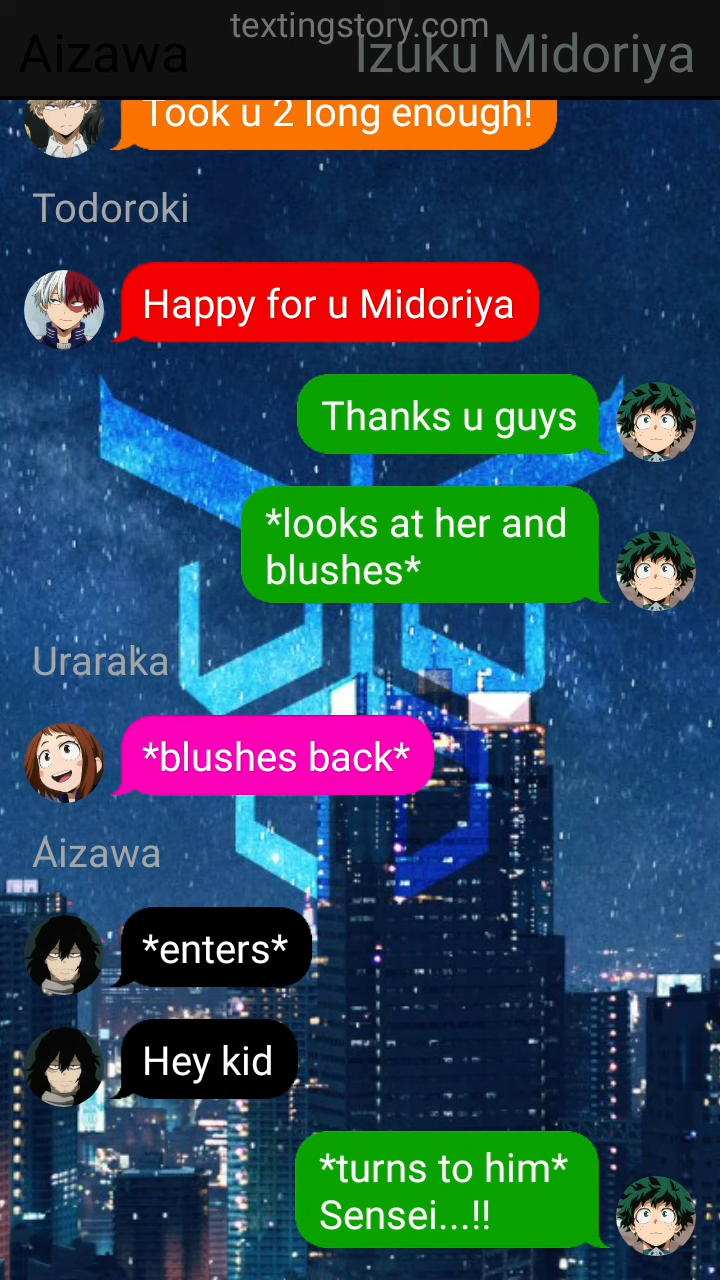 textingstory.com
Aizawa
Izuku Midoriya
Took u 2 long enough!
Todoroki
Happy for u Midoriya
Thanks u guys
*looks at her and
blushes*
Uraraka
*blushes back*
Aizawa
*enters*
Hey kid
*turns to him*
Sensei...!!